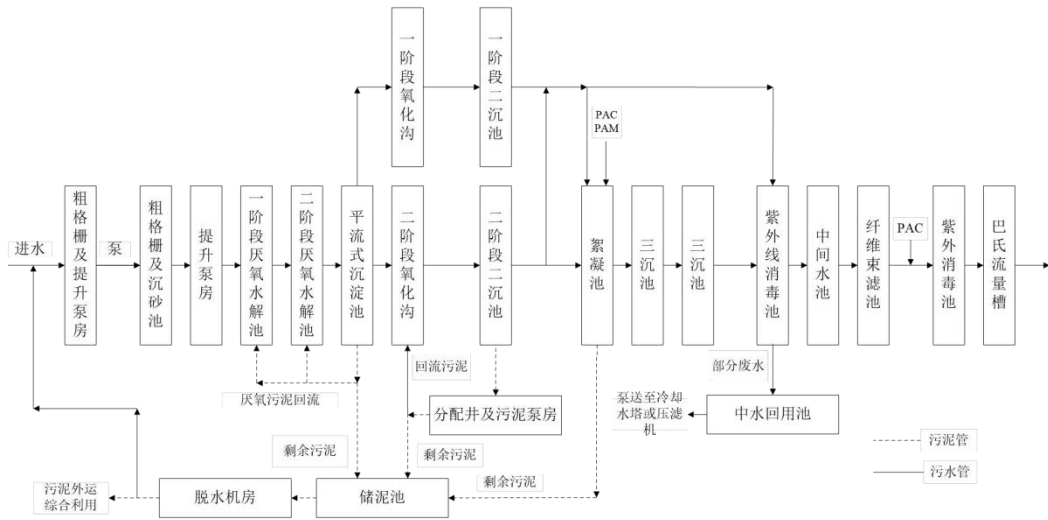 一阶段氧化沟
一阶段二沉池
PAC
PAM
进水
粗格栅及提升泵房
泵
粗格栅及沉砂池
提升泵房
一阶段厌氧水解池
二阶段厌氧水解池
平流式沉淀池
二阶段氧化沟
二阶段二沉池
絮凝池
三沉池
三沉池
紫外线消毒池
中间水池
纤维束滤池
PAC
紫外消毒池
巴氏流量槽
回流污泥
部分废水
厌氧污泥回流
分配井及污泥泵房
泵送至冷却
水塔或压滤
机
中水回用池
污泥管
剩余污泥
剩余污泥
剩余污泥
污水管
污泥外运
综合利用
脱水机房
储泥池